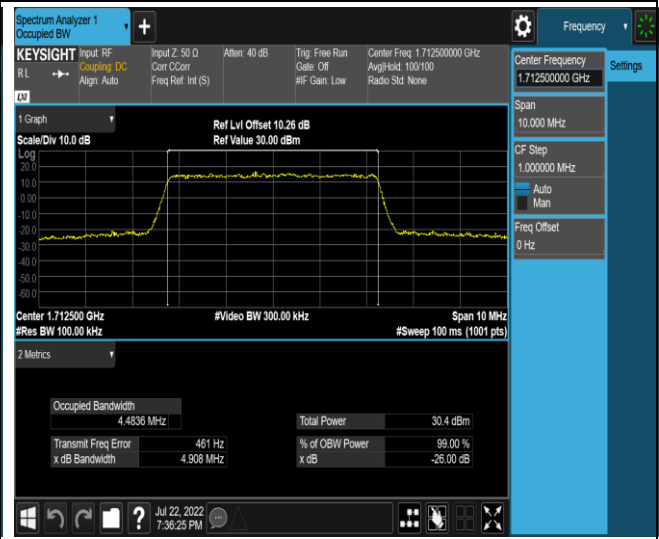 Spectrum Analyzer 1
Occupied BW
+
Frequency
KEYSIGHT
R L
LXI
Input: RF
Coupling: DC
Align: Auto
Input Z: 50 Ω
Corr CCorr
Freq Ref: Int (S)
Atten: 40 dB
Trig: Free Run
Gate: Off
#IF Gain: Low
Center Freq: 1.712500000 GHz
Avg|Hold: 100/100
Radio Std: None
Center Frequency
1.712500000 GHz
Settings
Span
10.000 MHz
CF Step
1.000000 MHz
Auto
Man
Freq Offset
0 Hz
1 Graph
Scale/Div 10.0 dB
Ref Lvl Offset 10.26 dB
Ref Value 30.00 dBm
Log
20.0
10.0
0.00
-10.0
-20.0
-30.0
-40.0
-50.0
-60.0
Center 1.712500 GHz
#Video BW 300.00 kHz
Span 10 MHz
#Res BW 100.00 kHz
#Sweep 100 ms (1001 pts)
2 Metrics
Occupied Bandwidth
4.4836 MHz
Total Power 30.4 dBm
Transmit Freq Error 461 Hz
% of OBW Power 99.00 %
x dB Bandwidth 4.908 MHz
x dB -26.00 dB
?
Jul 22, 2022
7:36:25 PM